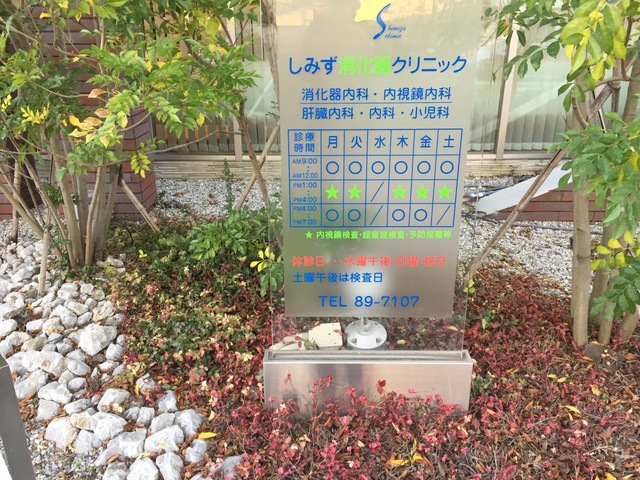 Shimizu
clinic
しみず消化器クリニック
消化器内科・内視鏡内科
肝臓内科・内科・小児科
診療時間 月 火 水 木 金 土
AM9:00 AM12:00 ○ ○ ○ ○ ○ ○
PM1:00 PM4:00 ★ ★ / ★ ★ ★
PM4:00 PM7:00 ○ ○ / ○ ○ /
★ 内視鏡検査・超音波検査・予防接種等
休診日…水曜午後・日曜・祝日
土曜午後は検査日
TEL 89-7107